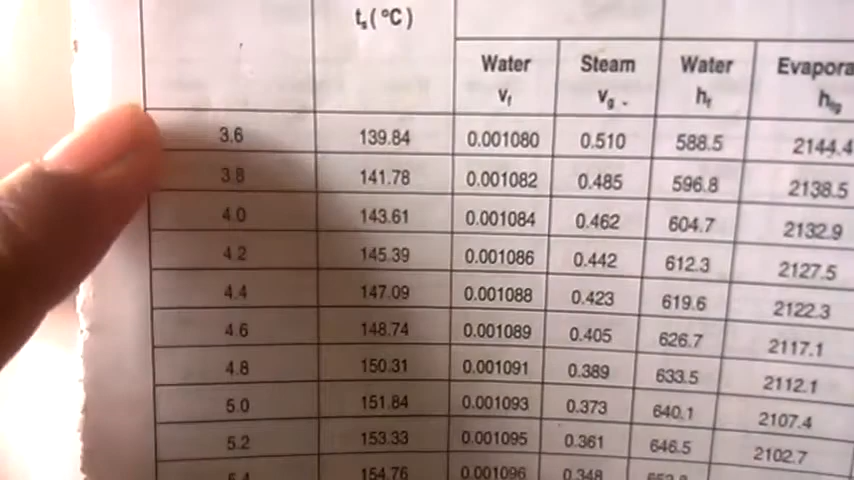 t_s (°C)
Water Steam Water Evapora
v_f v_g h_f h_fg
3.6 139.84 0.001080 0.510 588.5 2144.4
3.8 141.78 0.001082 0.485 596.8 2138.5
4.0 143.61 0.001084 0.462 604.7 2132.9
4.2 145.39 0.001086 0.442 612.3 2127.5
4.4 147.09 0.001088 0.423 619.6 2122.3
4.6 148.74 0.001089 0.405 626.7 2117.1
4.8 150.31 0.001091 0.389 633.5 2112.1
5.0 151.84 0.001093 0.373 640.1 2107.4
5.2 153.33 0.001095 0.361 646.5 2102.7
5.4 154.76 0.001096 0.348